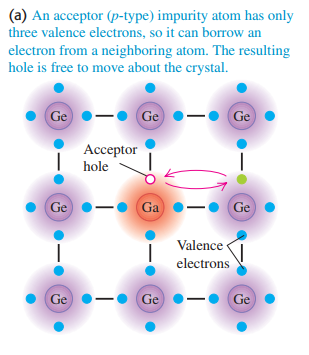 (a) An acceptor (p-type) impurity atom has only
three valence electrons, so it can borrow an
electron from a neighboring atom. The resulting
hole is free to move about the crystal.
Ge Ge Ge
Acceptor
hole
Ge Ga Ge
Valence
electrons
Ge Ge Ge